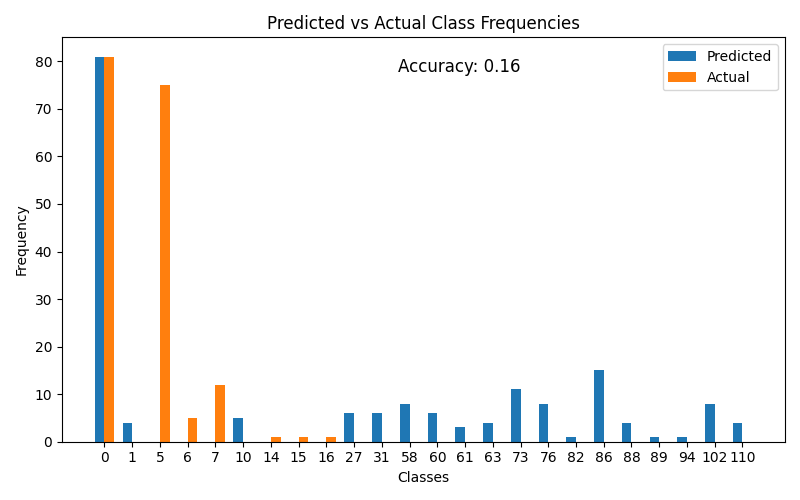 Predicted vs Actual Class Frequencies
Accuracy: 0.16
Predicted
Actual
Frequency
80
70
60
50
40
30
20
10
0
0 1 5 6 7 10 14 15 16 27 31 58 60 61 63 73 76 82 86 88 89 94 102 110
Classes